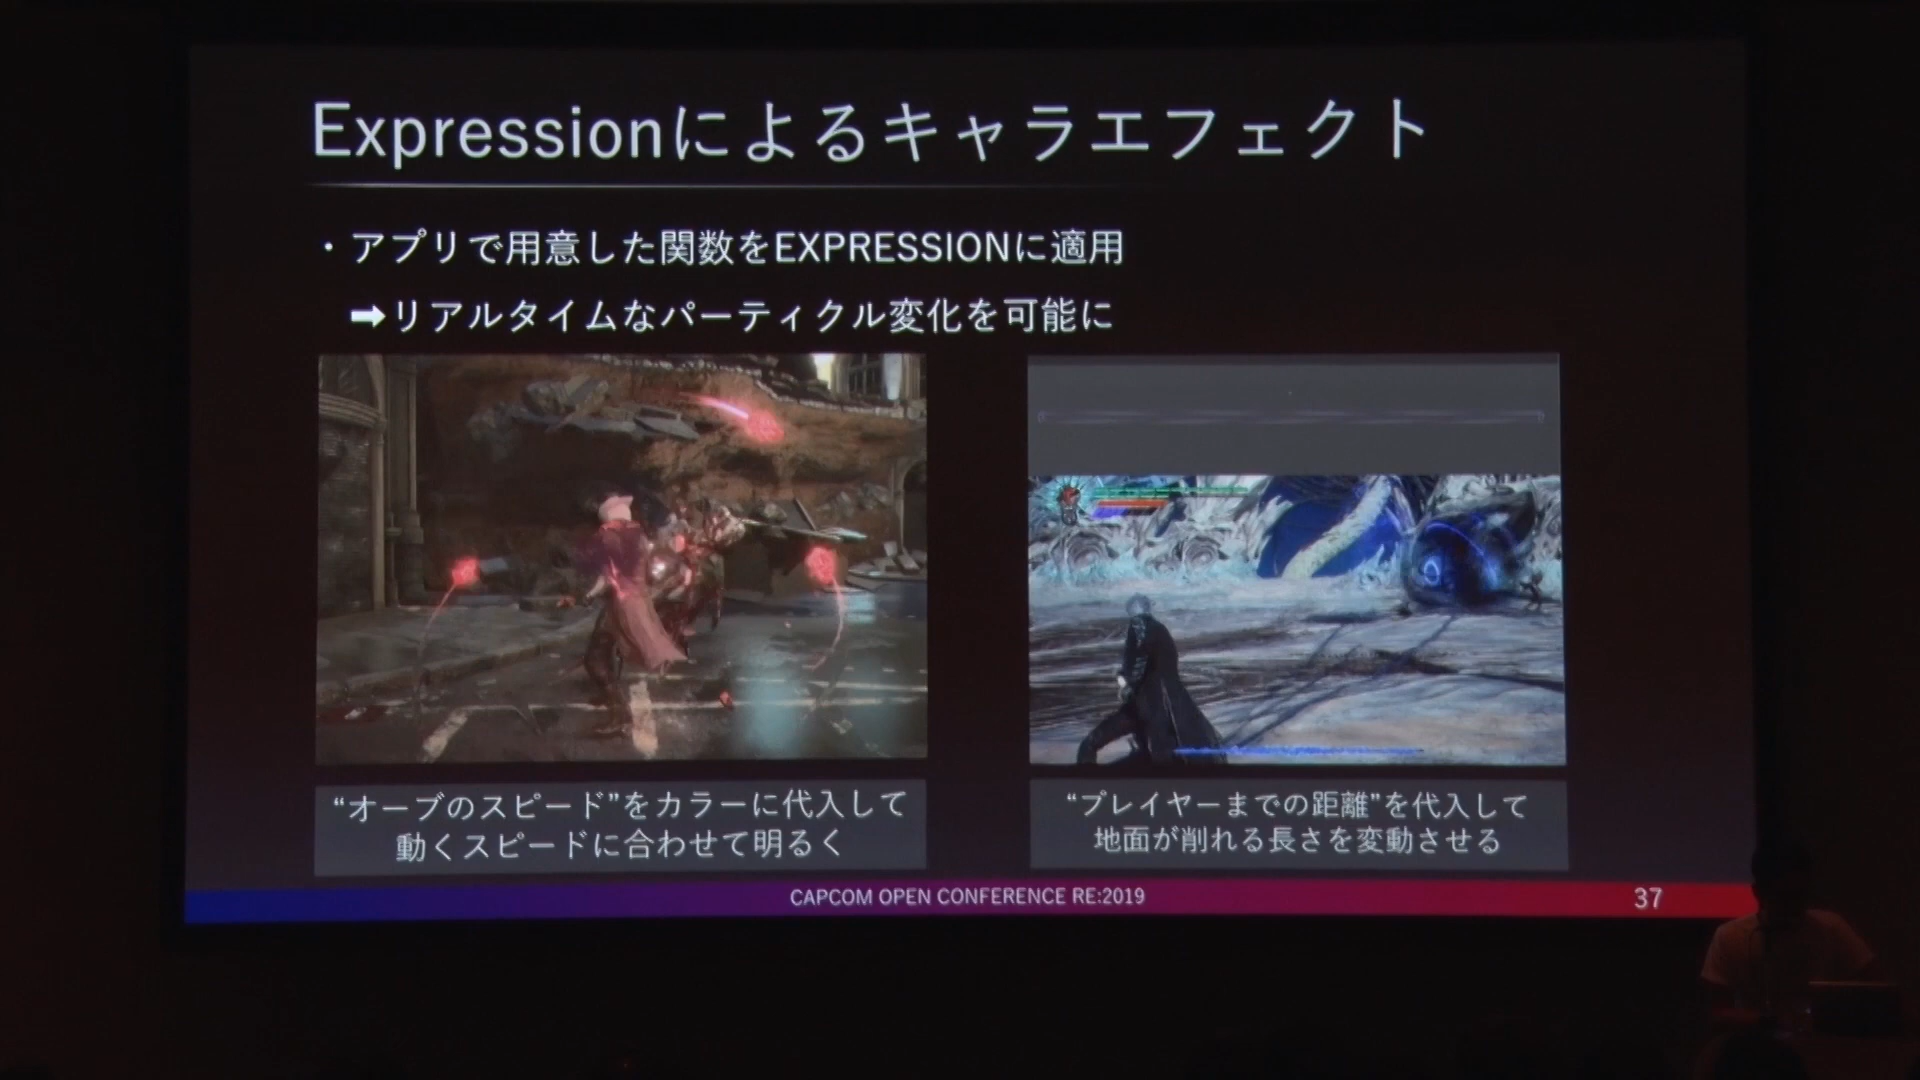 Expressionによるキャラエフェクト
・アプリで用意した関数をEXPRESSIONに適用
➡リアルタイムなパーティクル変化を可能に
“オーブのスピード”をカラーに代入して
動くスピードに合わせて明るく
“プレイヤーまでの距離”を代入して
地面が削れる長さを変動させる
CAPCOM OPEN CONFERENCE RE:2019
37